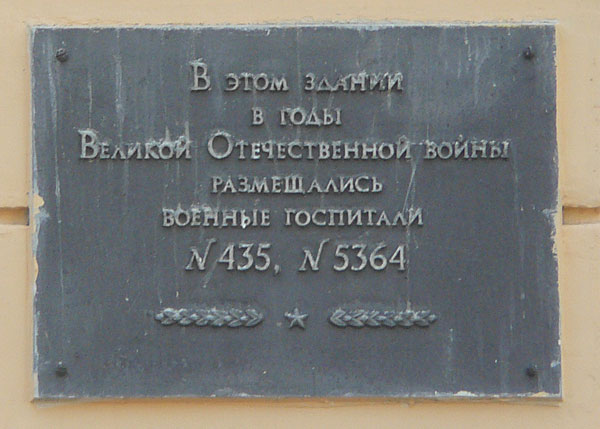 В этом здании
в годы
Великой Отечественной войны
размещались
военные госпитали
N 435, N 5364